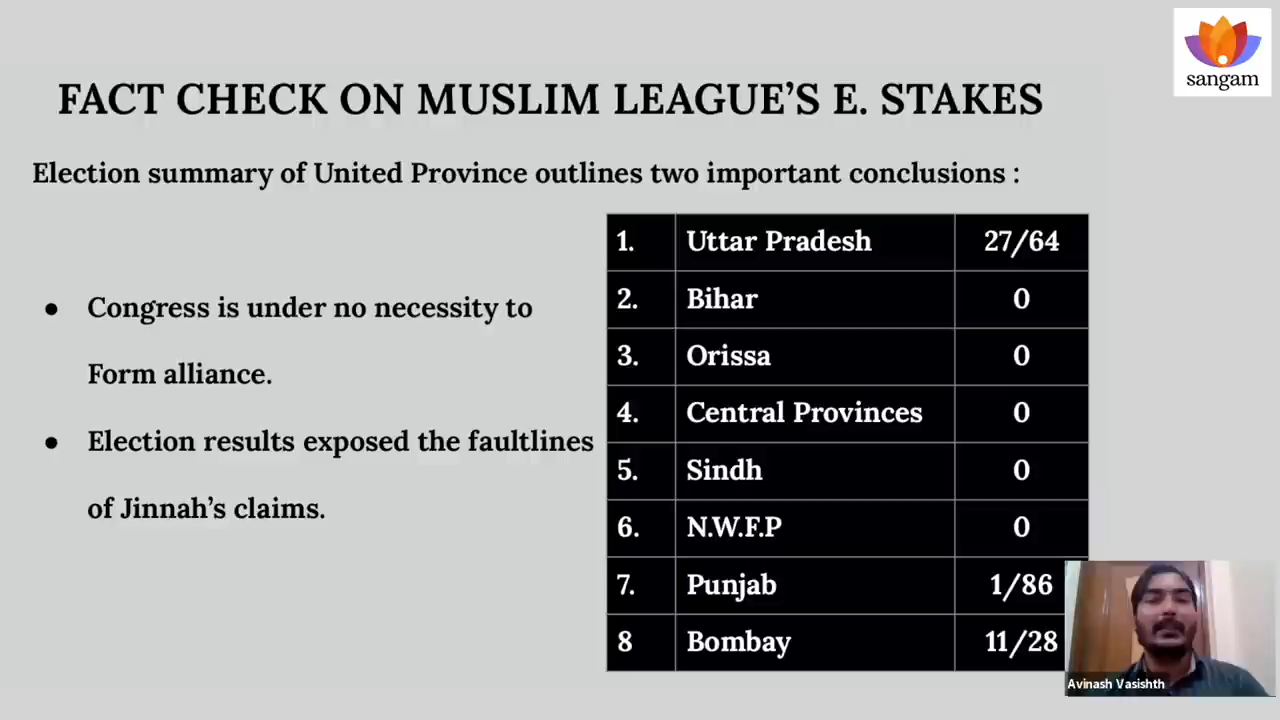 sangam
FACT CHECK ON MUSLIM LEAGUE'S E. STAKES
Election summary of United Province outlines two important conclusions :
● Congress is under no necessity to
Form alliance.
● Election results exposed the faultlines
of Jinnah's claims.
1. Uttar Pradesh 27/64
2. Bihar 0
3. Orissa 0
4. Central Provinces 0
5. Sindh 0
6. N.W.F.P 0
7. Punjab 1/86
8 Bombay 11/28
Avinash Vasishth